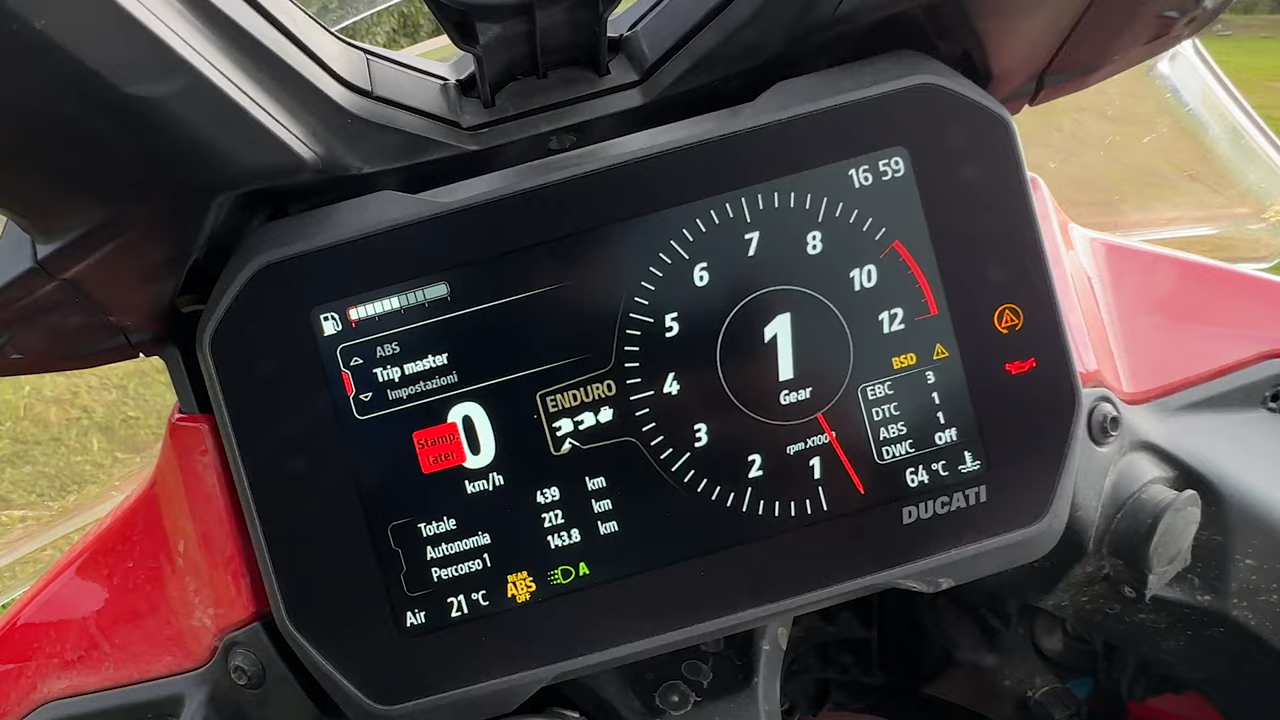 16 59
ABS
Trip master
Impostazioni
Stamp.
later.
0
km/h
ENDURO
1
2
3
4
5
6
7
8
10
12
1
Gear
rpm X100
BSD
EBC 3
DTC 1
ABS 1
DWC Off
64 °C
Totale 439 km
Autonomia 212 km
Percorso 1 143.8 km
Air 21 °C
REAR
ABS
OFF
A
DUCATI